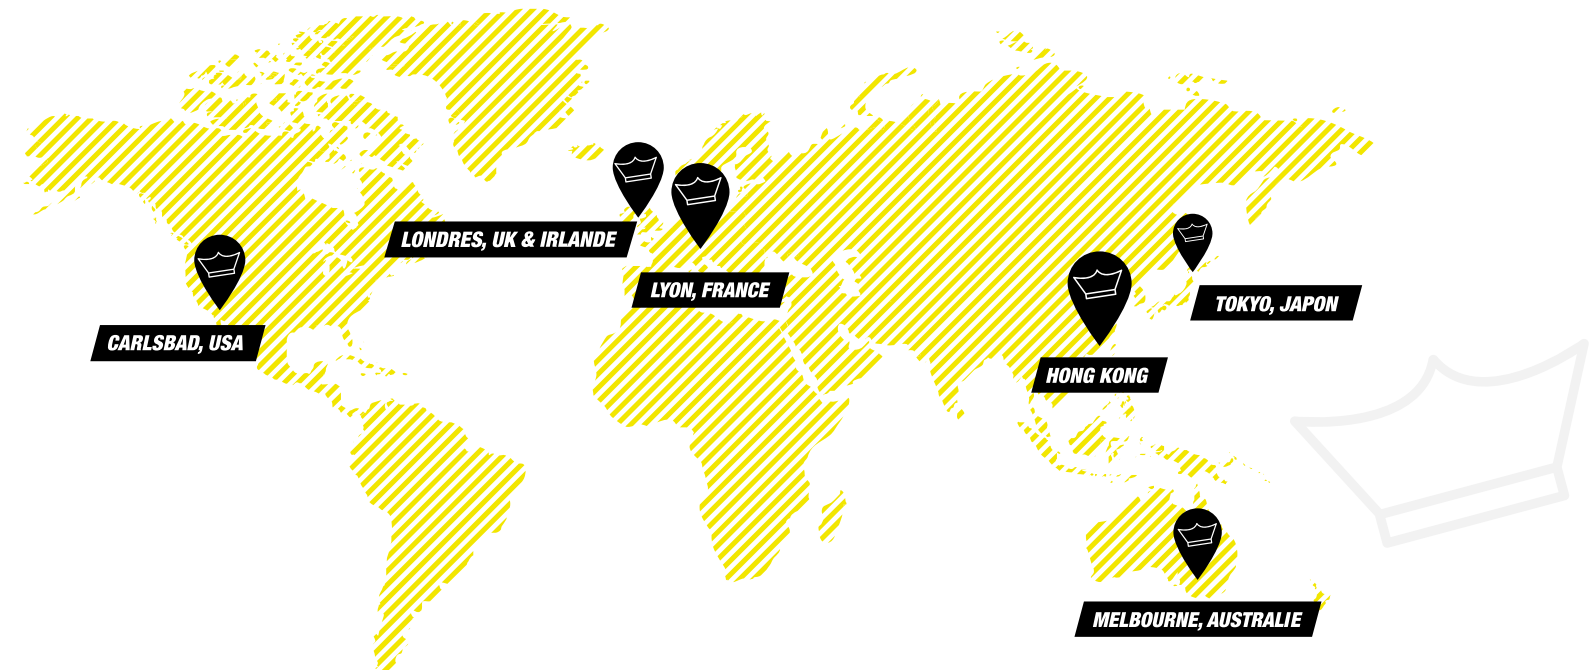 LONDRES, UK & IRLANDE
LYON, FRANCE
TOKYO, JAPON
CARLSBAD, USA
HONG KONG
MELBOURNE, AUSTRALIE